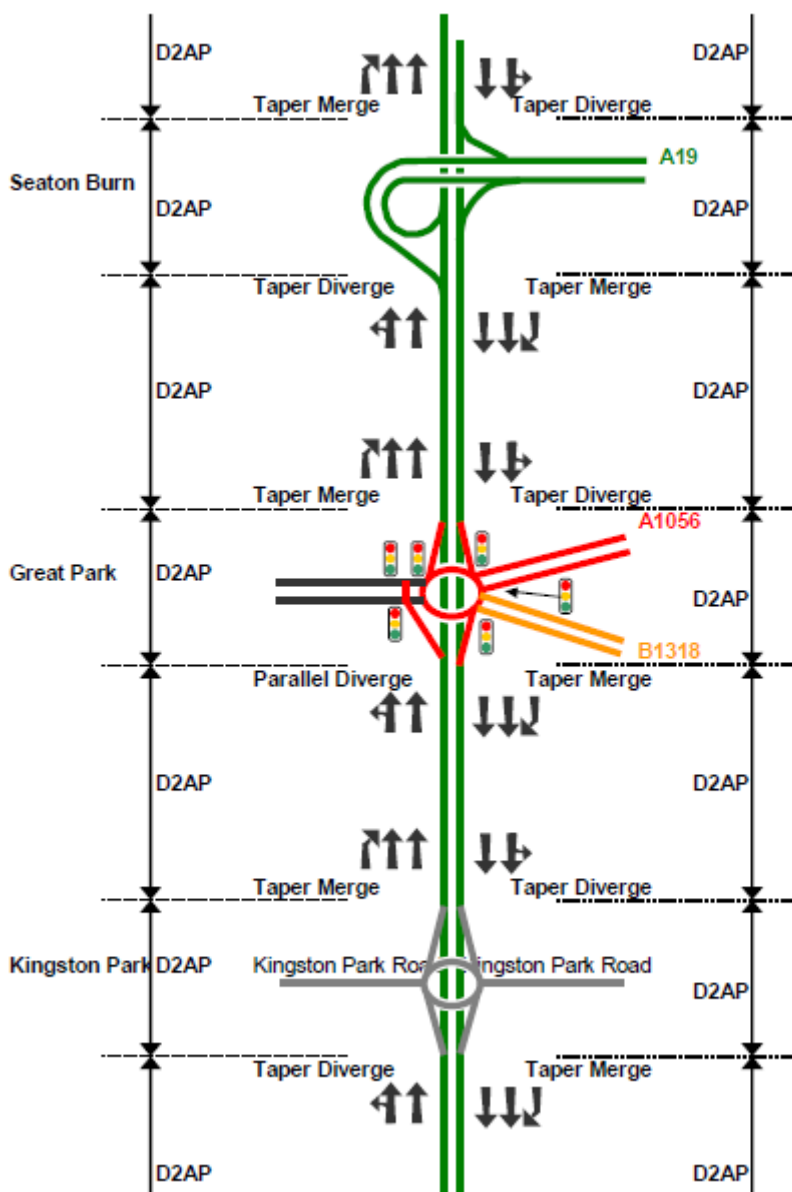 D2AP
D2AP
Taper Merge
Taper Diverge
A19
Seaton Burn
D2AP
D2AP
Taper Diverge
Taper Merge
D2AP
D2AP
Taper Merge
Taper Diverge
A1056
Great Park
D2AP
D2AP
B1318
Parallel Diverge
Taper Merge
D2AP
D2AP
Taper Merge
Taper Diverge
Kingston Park
D2AP
Kingston Park Road
Kingston Park Road
D2AP
Taper Diverge
Taper Merge
D2AP
D2AP